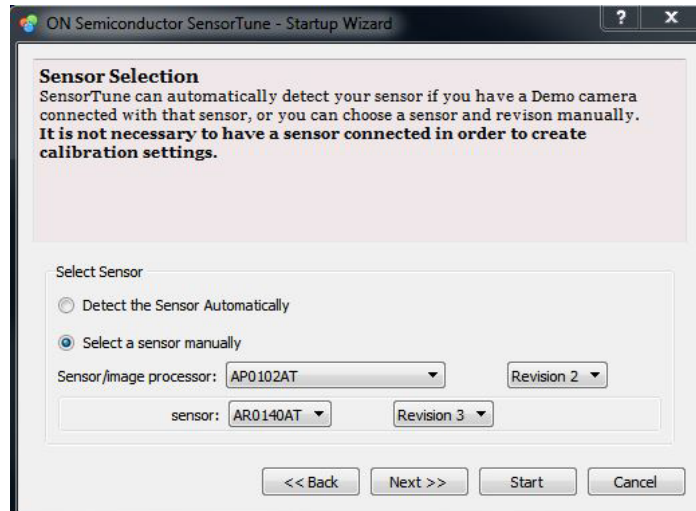 ON Semiconductor SensorTune - Startup Wizard
? x
Sensor Selection
SensorTune can automatically detect your sensor if you have a Demo camera
connected with that sensor, or you can choose a sensor and revison manually.
It is not necessary to have a sensor connected in order to create
calibration settings.
Select Sensor
Detect the Sensor Automatically
Select a sensor manually
Sensor/image processor: AP0102AT Revision 2
sensor: AR0140AT Revision 3
<< Back Next >> Start Cancel